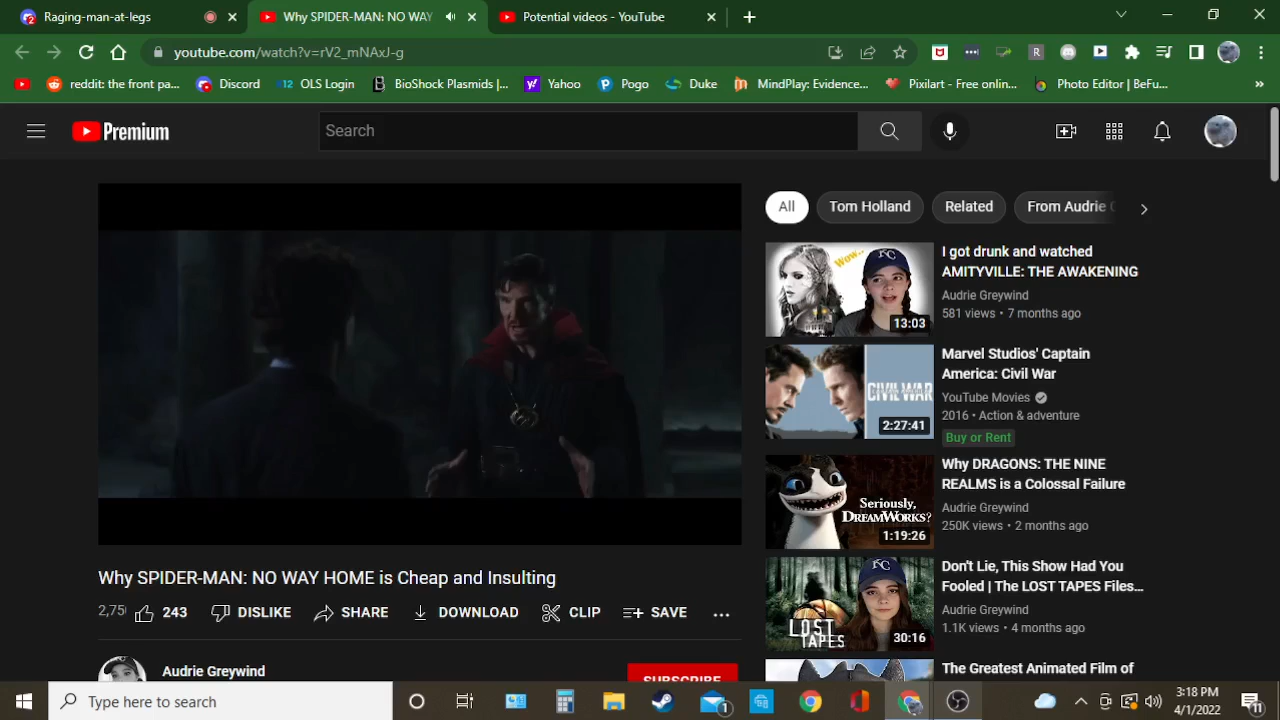 Raging-man-at-legs
Why SPIDER-MAN: NO WAY
Potential videos - YouTube
youtube.com/watch?v=rV2_mNAxJ-g
reddit: the front pa...
Discord
12 OLS Login
BioShock Plasmids |...
Yahoo
Pogo
Duke
MindPlay: Evidence...
Pixilart - Free onlin...
Photo Editor | BeFu...
Premium
Search
All
Tom Holland
Related
From Audrie G
Wow..
KC
13:03
I got drunk and watched
AMITYVILLE: THE AWAKENING
Audrie Greywind
581 views • 7 months ago
CIVIL WAR
2:27:41
Marvel Studios' Captain
America: Civil War
YouTube Movies
2016 • Action & adventure
Buy or Rent
Seriously,
DREAMWORKS?
1:19:26
Why DRAGONS: THE NINE
REALMS is a Colossal Failure
Audrie Greywind
250K views • 2 months ago
KC
LOST
TAPES
30:16
Don't Lie, This Show Had You
Fooled | The LOST TAPES Files...
Audrie Greywind
1.1K views • 4 months ago
The Greatest Animated Film of
Why SPIDER-MAN: NO WAY HOME is Cheap and Insulting
2,75
243
DISLIKE
SHARE
DOWNLOAD
CLIP
SAVE
Audrie Greywind
SUBSCRIBE
Type here to search
1
3:18 PM
4/1/2022
11